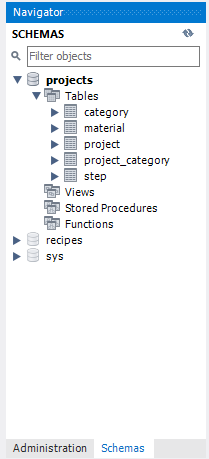 Navigator
SCHEMAS
Filter objects
projects
Tables
category
material
project
project_category
step
Views
Stored Procedures
Functions
recipes
sys
Administration Schemas